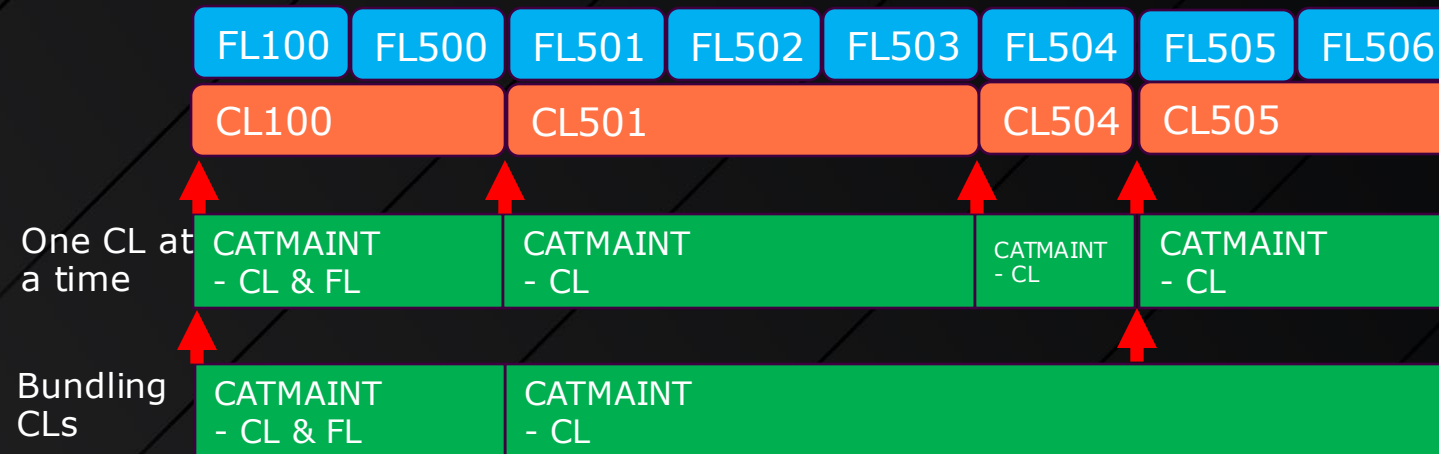 FL100 FL500 FL501 FL502 FL503 FL504 FL505 FL506
CL100 CL501 CL504 CL505
One CL at
a time
CATMAINT
- CL & FL
CATMAINT
- CL
CATMAINT
- CL
CATMAINT
- CL
Bundling
CLs
CATMAINT
- CL & FL
CATMAINT
- CL